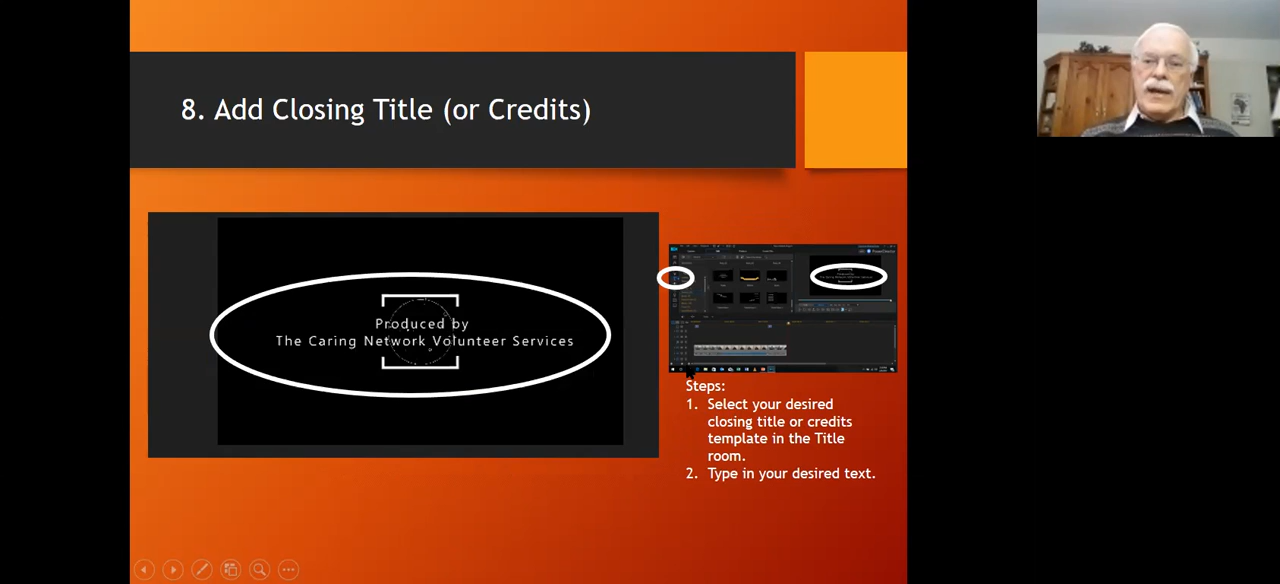 8. Add Closing Title (or Credits)
Produced by
The Caring Network Volunteer Services
Steps:
1. Select your desired
closing title or credits
template in the Title
room.
2. Type in your desired text.